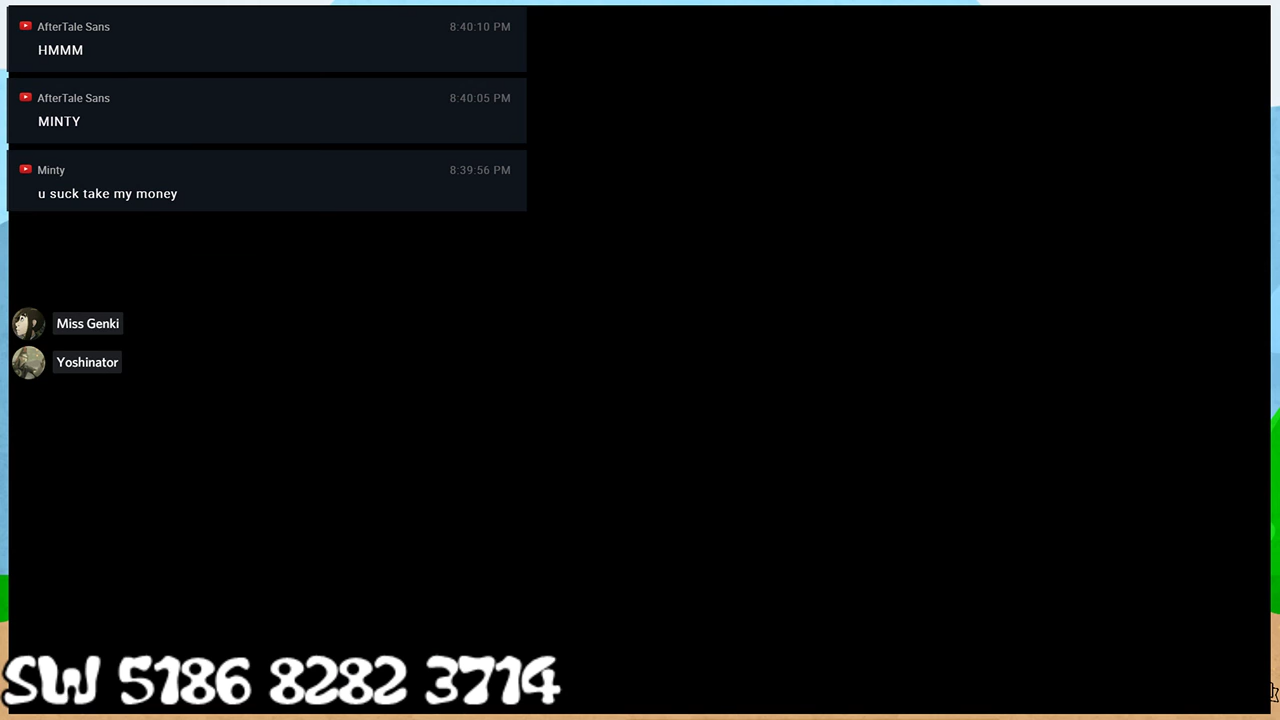 AfterTale Sans 8:40:10 PM
HMMM
AfterTale Sans 8:40:05 PM
MINTY
Minty 8:39:56 PM
u suck take my money
Miss Genki
Yoshinator
SW 5186 8282 3714